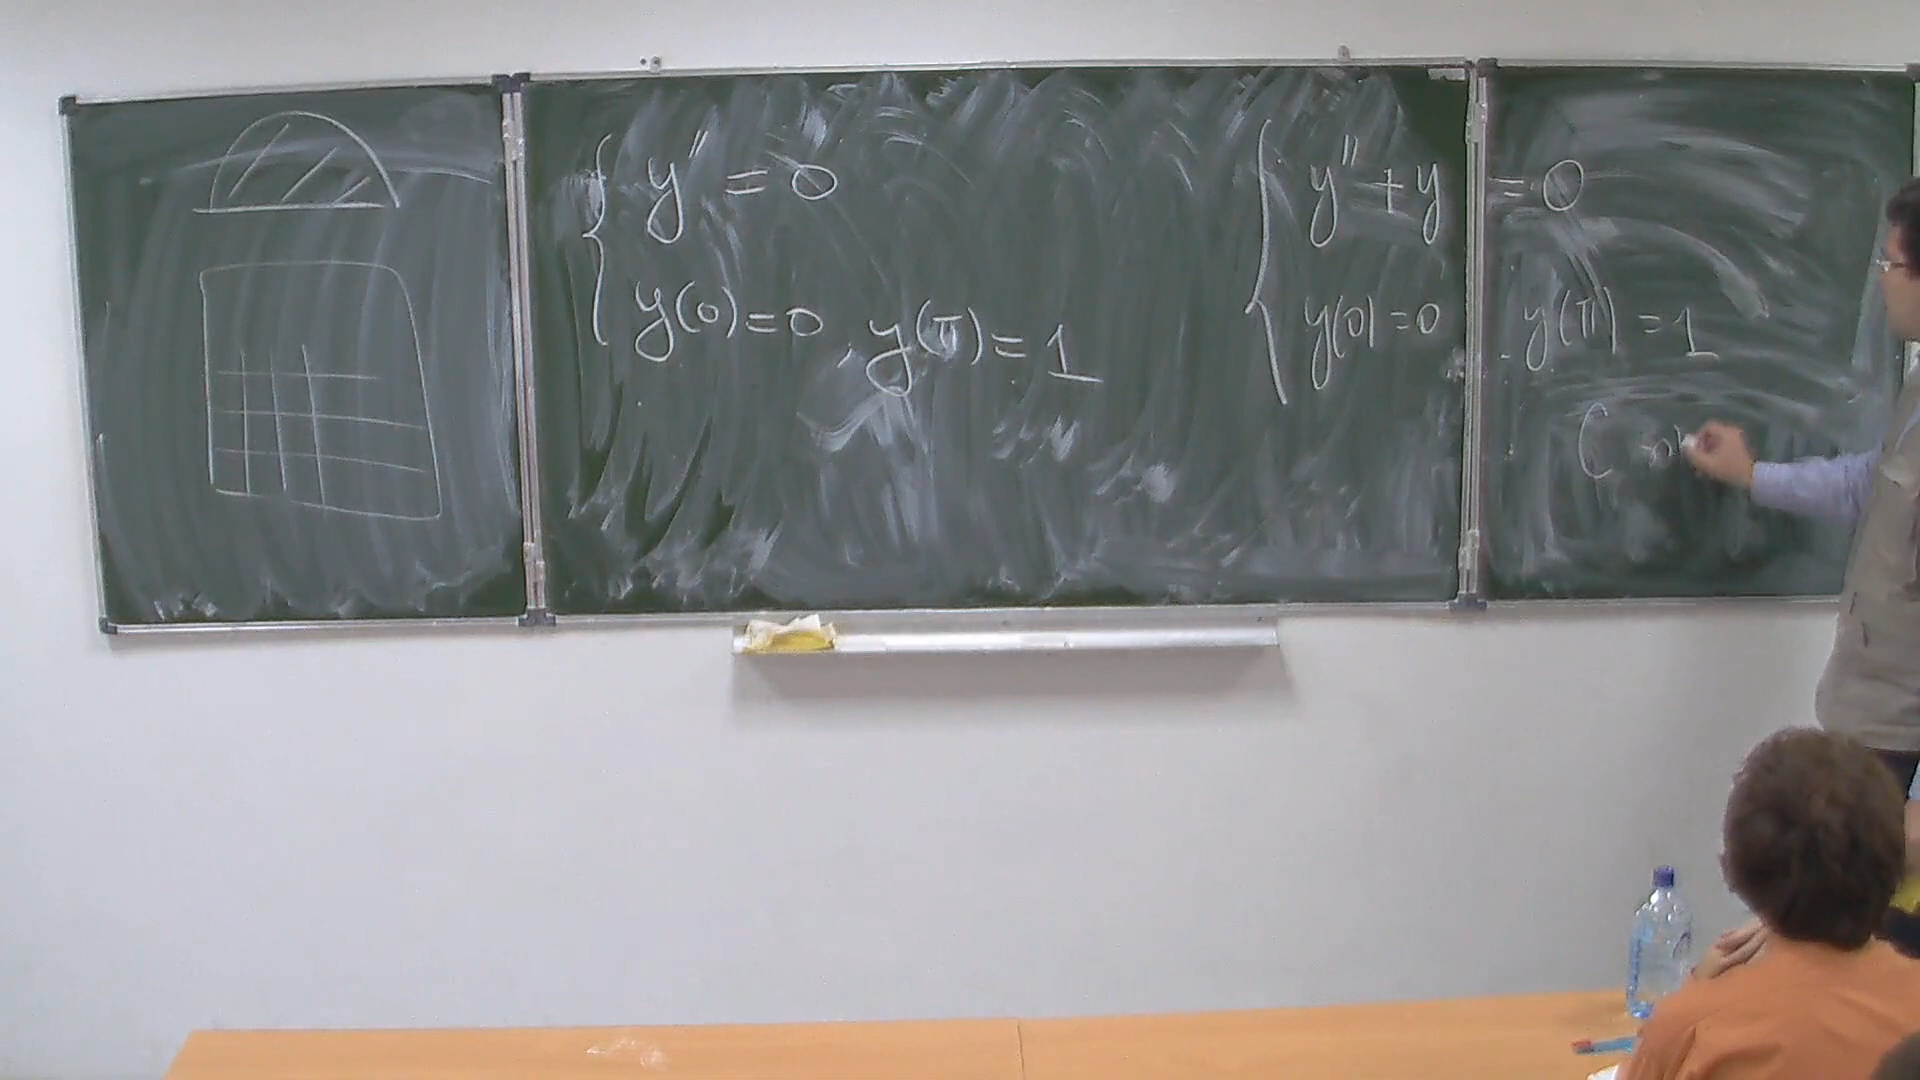 y'' = 0
y(0)=0, y(π)=1
y''+y = 0
y(0)=0, y(π)=1
C